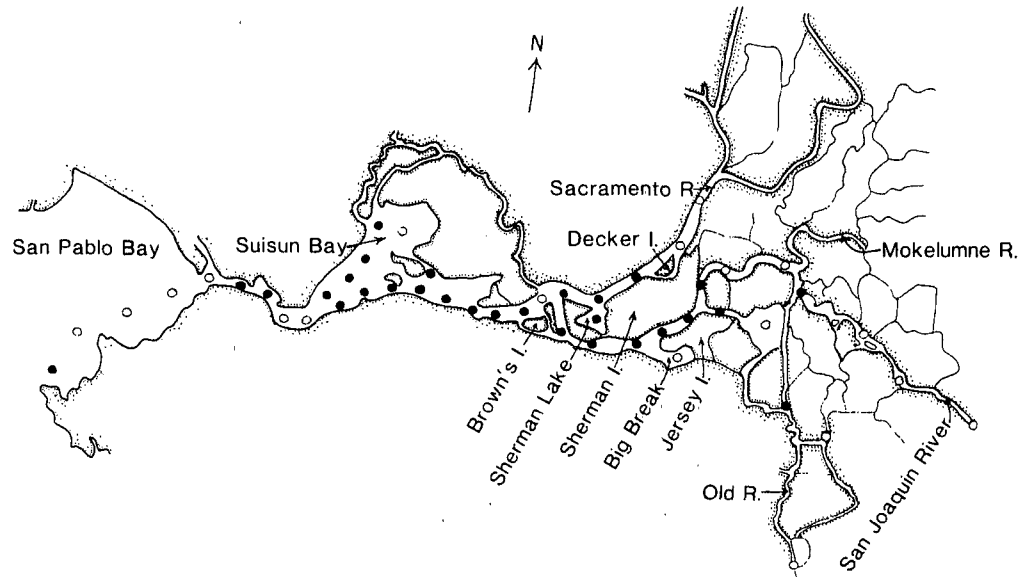 N
Sacramento R.
San Pablo Bay
Suisun Bay
Decker I.
Mokelumne R.
Brown's I.
Sherman Lake
Sherman I.
Big Break
Jersey I.
Old R.
San Joaquin River